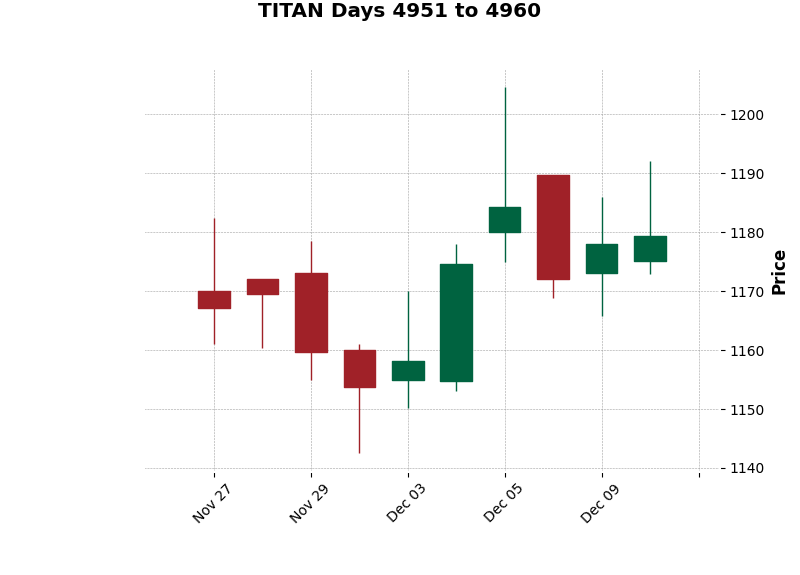 TITAN Days 4951 to 4960
1200
1190
1180
1170
1160
1150
1140
Price
Nov 27
Nov 29
Dec 03
Dec 05
Dec 09